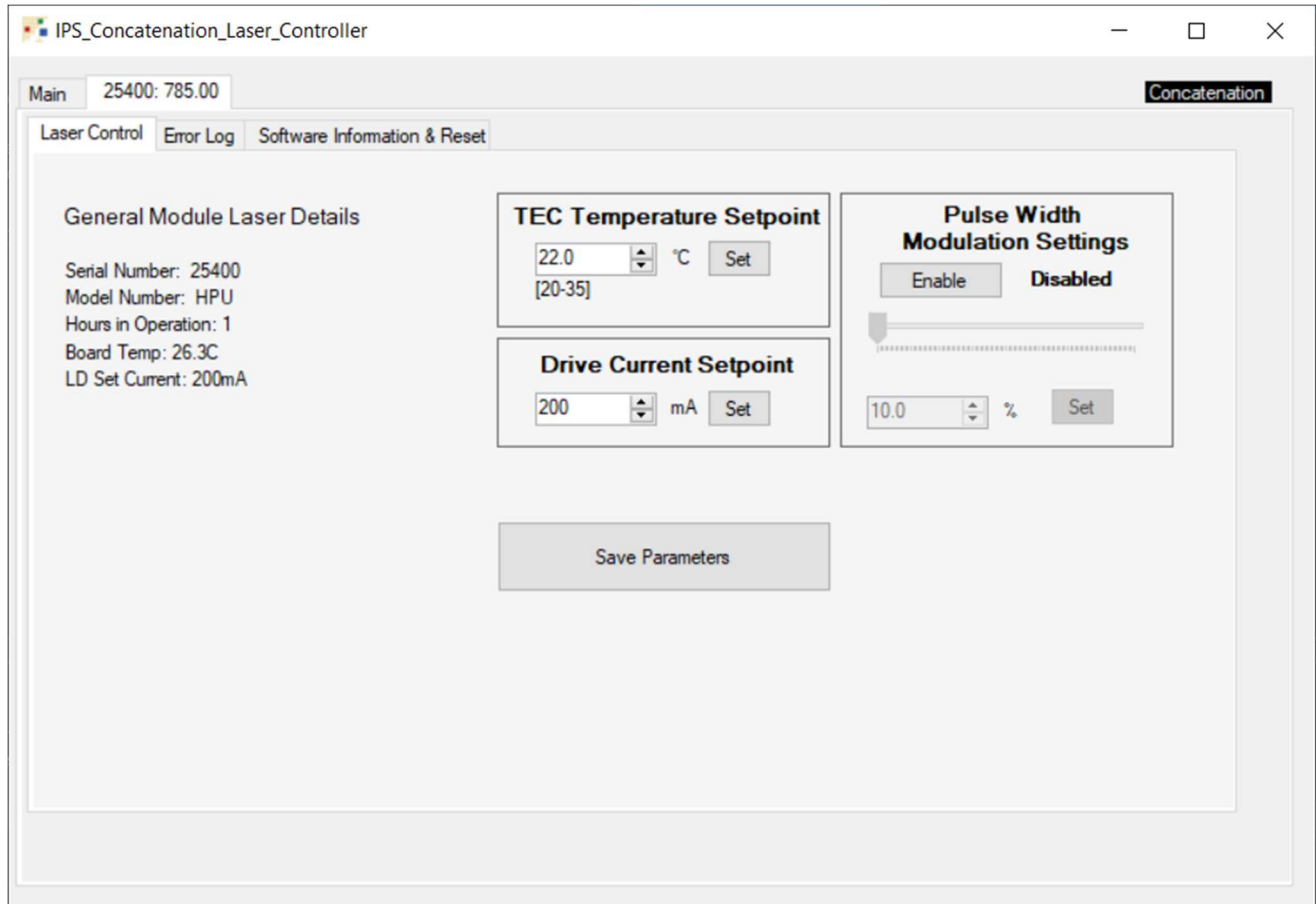 IPS_Concatenation_Laser_Controller
Main
25400: 785.00
Concatenation
Laser Control
Error Log
Software Information & Reset
General Module Laser Details
Serial Number: 25400
Model Number: HPU
Hours in Operation: 1
Board Temp: 26.3C
LD Set Current: 200mA
TEC Temperature Setpoint
22.0 °C Set
[20-35]
Drive Current Setpoint
200 mA Set
Pulse Width
Modulation Settings
Enable Disabled
10.0 % Set
Save Parameters